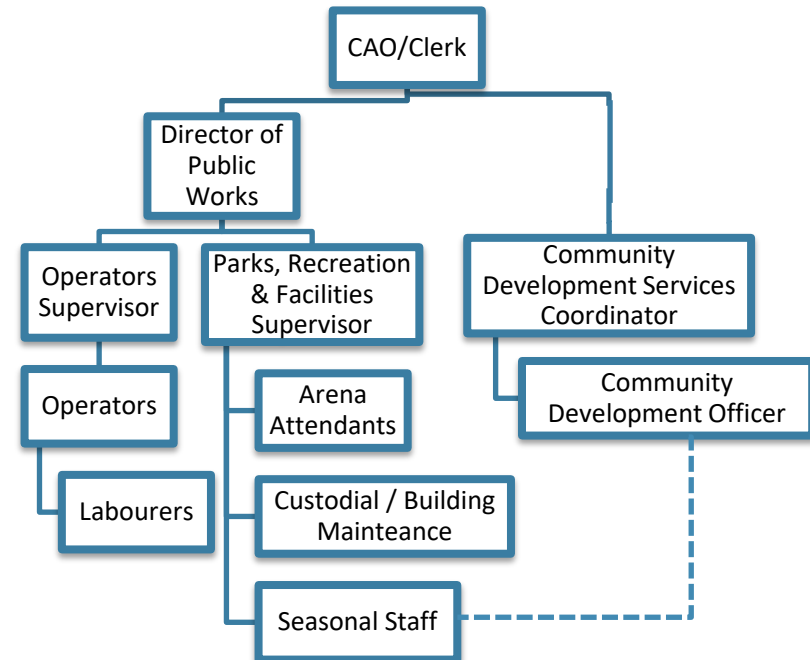 CAO/Clerk
Director of
Public
Works
Operators
Supervisor
Parks, Recreation
& Facilities
Supervisor
Community
Development Services
Coordinator
Operators
Arena
Attendants
Community
Development Officer
Labourers
Custodial / Building
Mainteance
Seasonal Staff